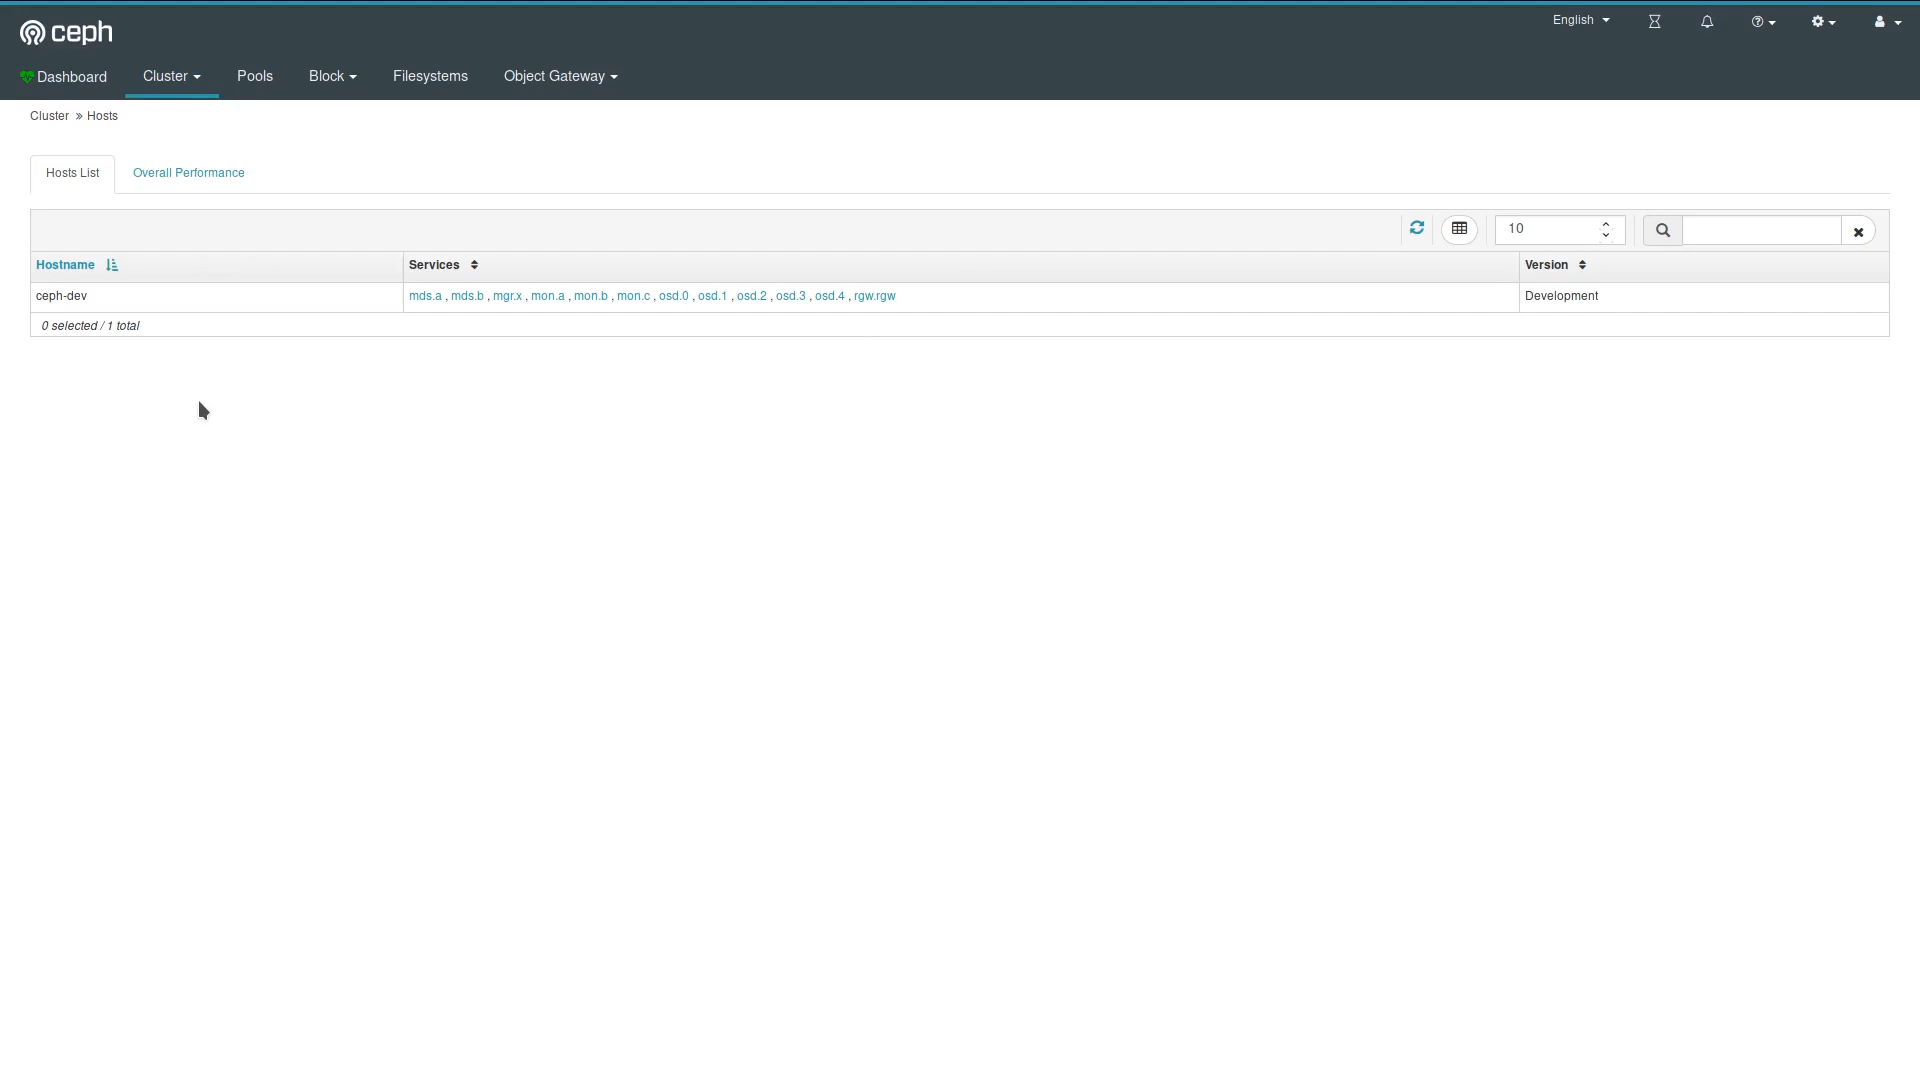 ceph
English
Dashboard Cluster Pools Block Filesystems Object Gateway
Cluster » Hosts
Hosts List Overall Performance
10
Hostname Services Version
ceph-dev mds.a , mds.b , mgr.x , mon.a , mon.b , mon.c , osd.0 , osd.1 , osd.2 , osd.3 , osd.4 , rgw.rgw Development
0 selected / 1 total